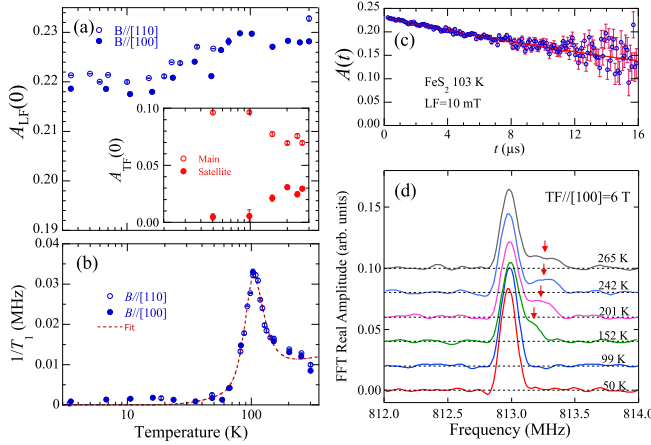 (a)
B//[110]
B//[100]
0.23
0.22
0.21
0.20
0.19
A_LF(0)
0.10
0.05
0.00
A_TF(0)
Main
Satellite
(b)
0.04
0.03
0.02
0.01
0
1/T_1 (MHz)
B//[110]
B//[100]
Fit
10
100
Temperature (K)
(c)
0.25
0.20
0.15
0.10
0.05
0.00
A(t)
FeS_2 103 K
LF=10 mT
0 4 8 12 16
t (μs)
(d)
TF//[100]=6 T
FFT Real Amplitude (arb. units)
0.15
0.10
0.05
0.00
265 K
242 K
201 K
152 K
99 K
50 K
812.0 812.5 813.0 813.5 814.0
Frequency (MHz)